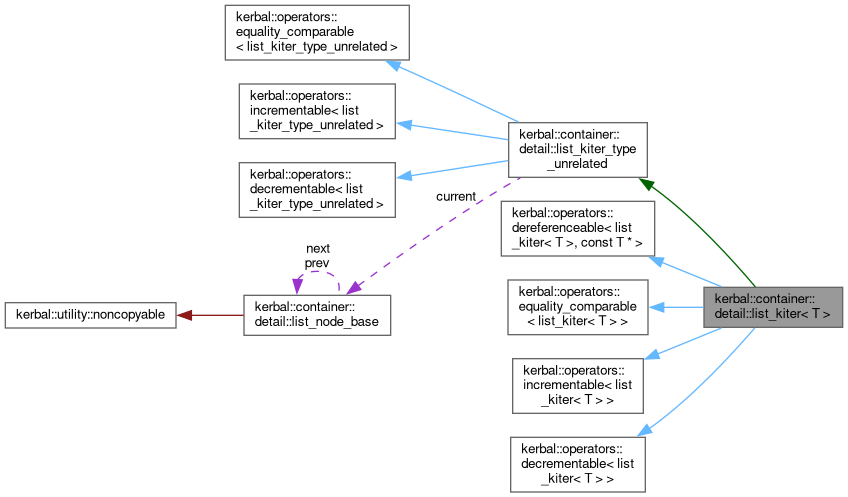 kerbal::operators::
equality_comparable
< list_kiter_type_unrelated >
kerbal::operators::
incrementable< list
_kiter_type_unrelated >
kerbal::operators::
decrementable< list
_kiter_type_unrelated >
kerbal::container::
detail::list_kiter_type
_unrelated
current
kerbal::operators::
dereferenceable< list
_kiter< T >, const T * >
next
prev
kerbal::utility::noncopyable
kerbal::container::
detail::list_node_base
kerbal::operators::
equality_comparable
< list_kiter< T > >
kerbal::container::
detail::list_kiter< T >
kerbal::operators::
incrementable< list
_kiter< T > >
kerbal::operators::
decrementable< list
_kiter< T > >